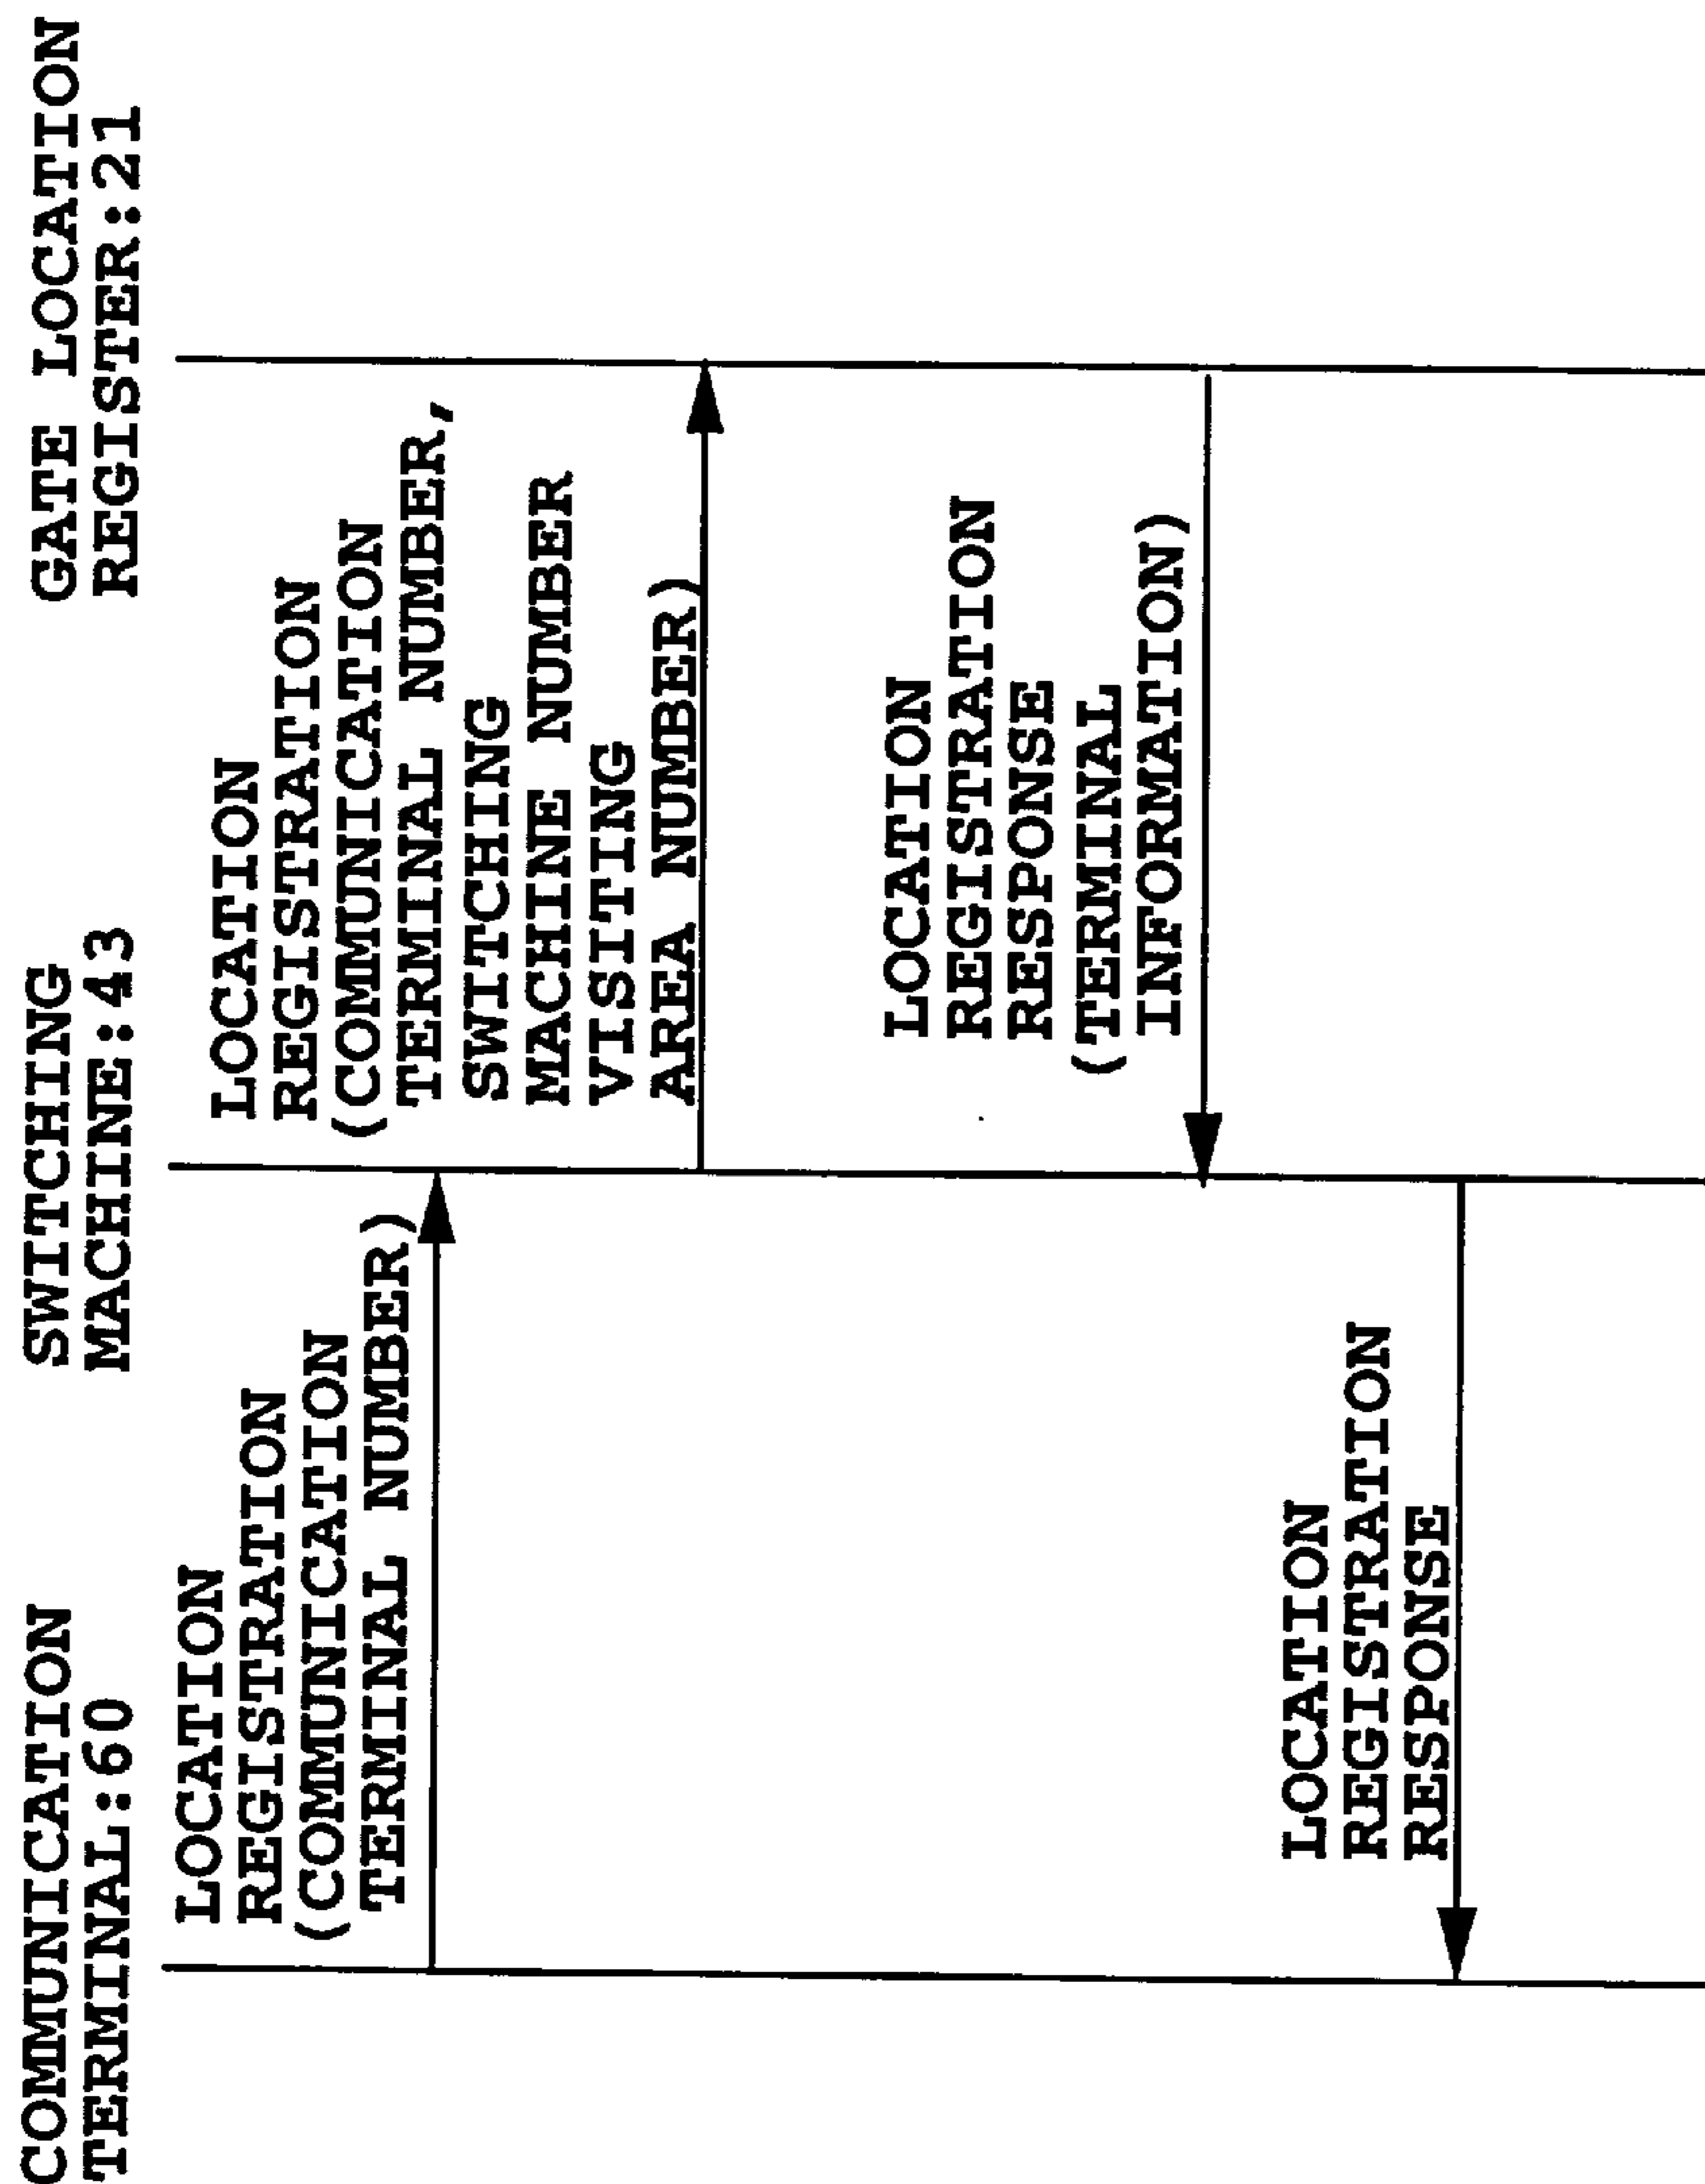 COMMUNICATION
TERMINAL:60
SWITCHING
MACHINE:43
GATE LOCATION
REGISTER:21
LOCATION
REGISTRATION
(COMMUNICATION
TERMINAL NUMBER)
LOCATION
REGISTRATION
(COMMUNICATION
TERMINAL NUMBER,
SWITCHING
MACHINE NUMBER
VISITING
AREA NUMBER)
LOCATION
REGISTRATION
RESPONSE
(TERMINAL
INFORMATION)
LOCATION
REGISTRATION
RESPONSE